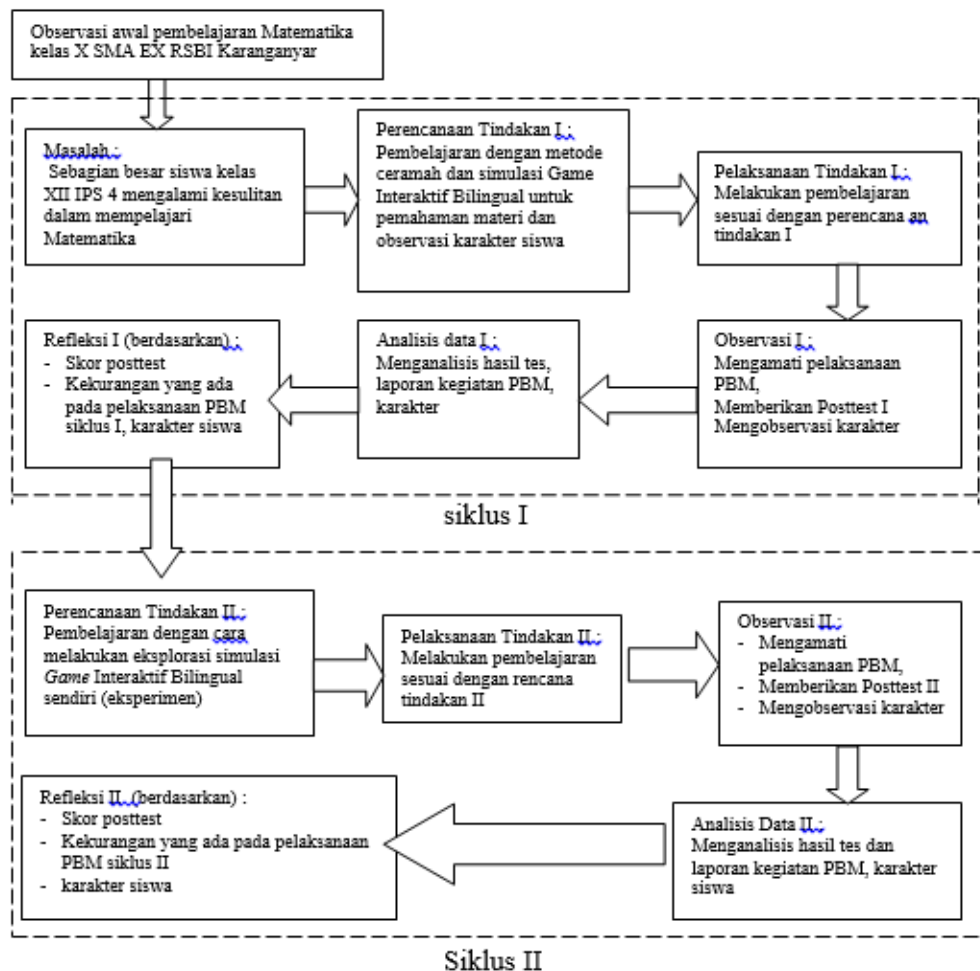 Observasi awal pembelajaran Matematika
kelas X SMA EX RSBI Karanganyar
Masalah :
Sebagian besar siswa kelas
XII IPS 4 mengalami kesulitan
dalam mempelajari
Matematika
Perencanaan Tindakan I :
Pembelajaran dengan metode
ceramah dan simulasi Game
Interaktif Bilingual untuk
pemahaman materi dan
observasi karakter siswa
Pelaksanaan Tindakan I :
Melakukan pembelajaran
sesuai dengan perencana an
tindakan I
Observasi I :
Mengamati pelaksanaan
PBM,
Memberikan Posttest I
Mengobservasi karakter
Analisis data I :
Menganalisis hasil tes,
laporan kegiatan PBM,
karakter
Refleksi I (berdasarkan) :
- Skor posttest
- Kekurangan yang ada
pada pelaksanaan PBM
siklus I, karakter siswa
siklus I
Perencanaan Tindakan II :
Pembelajaran dengan cara
melakukan eksplorasi simulasi
Game Interaktif Bilingual
sendiri (eksperimen)
Pelaksanaan Tindakan II :
Melakukan pembelajaran
sesuai dengan rencana
tindakan II
Observasi II :
- Mengamati
pelaksanaan PBM,
- Memberikan Posttest II
- Mengobservasi karakter
Analisis Data II :
Menganalisis hasil tes dan
laporan kegiatan PBM, karakter
siswa
Refleksi II (berdasarkan) :
- Skor posttest
- Kekurangan yang ada pada pelaksanaan
PBM siklus II
- karakter siswa
Siklus II